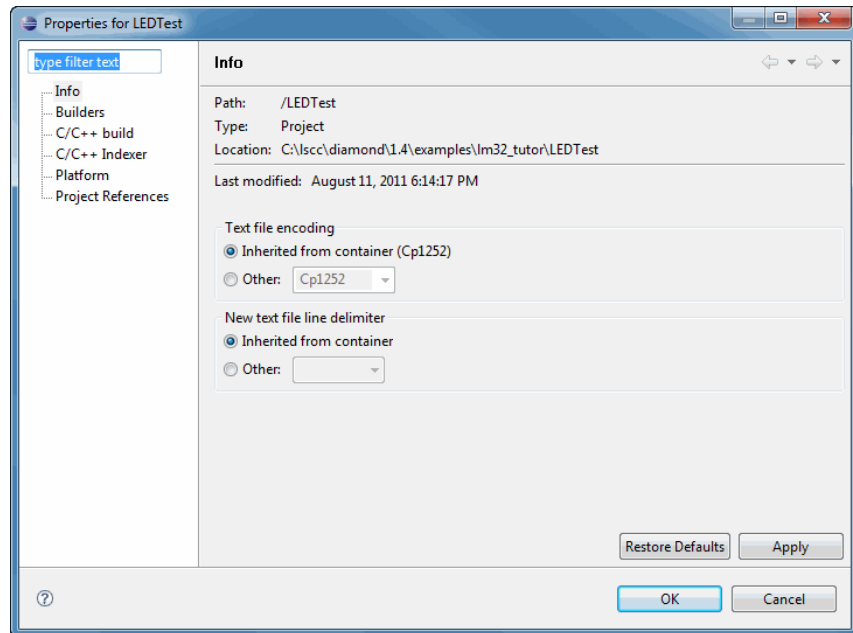 Properties for LEDTest
type filter text
Info
Builders
C/C++ build
C/C++ Indexer
Platform
Project References
Info
Path: /LEDTest
Type: Project
Location: C:\lscc\diamond\1.4\examples\lm32_tutor\LEDTest
Last modified: August 11, 2011 6:14:17 PM
Text file encoding
Inherited from container (Cp1252)
Other: Cp1252
New text file line delimiter
Inherited from container
Other:
Restore Defaults Apply
? OK Cancel